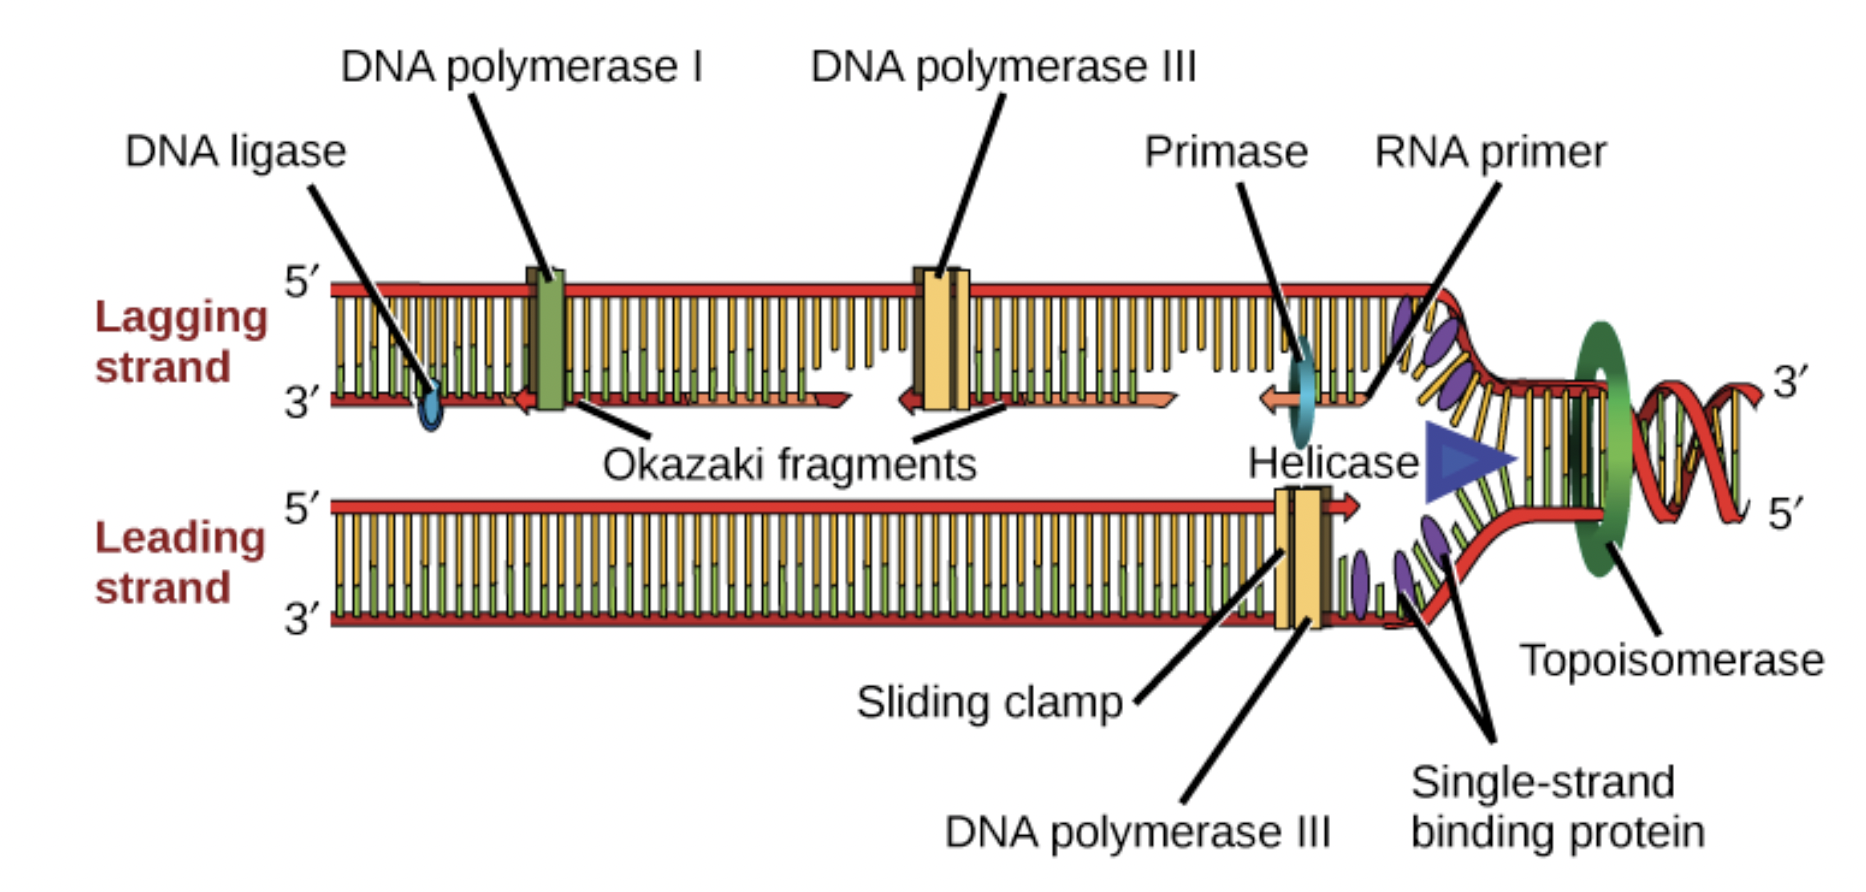 DNA polymerase I
DNA polymerase III
DNA ligase
Primase
RNA primer
5′
Lagging
strand
3′
3′
Okazaki fragments
Helicase
5′
5′
Leading
strand
3′
Topoisomerase
Sliding clamp
Single-strand
binding protein
DNA polymerase III